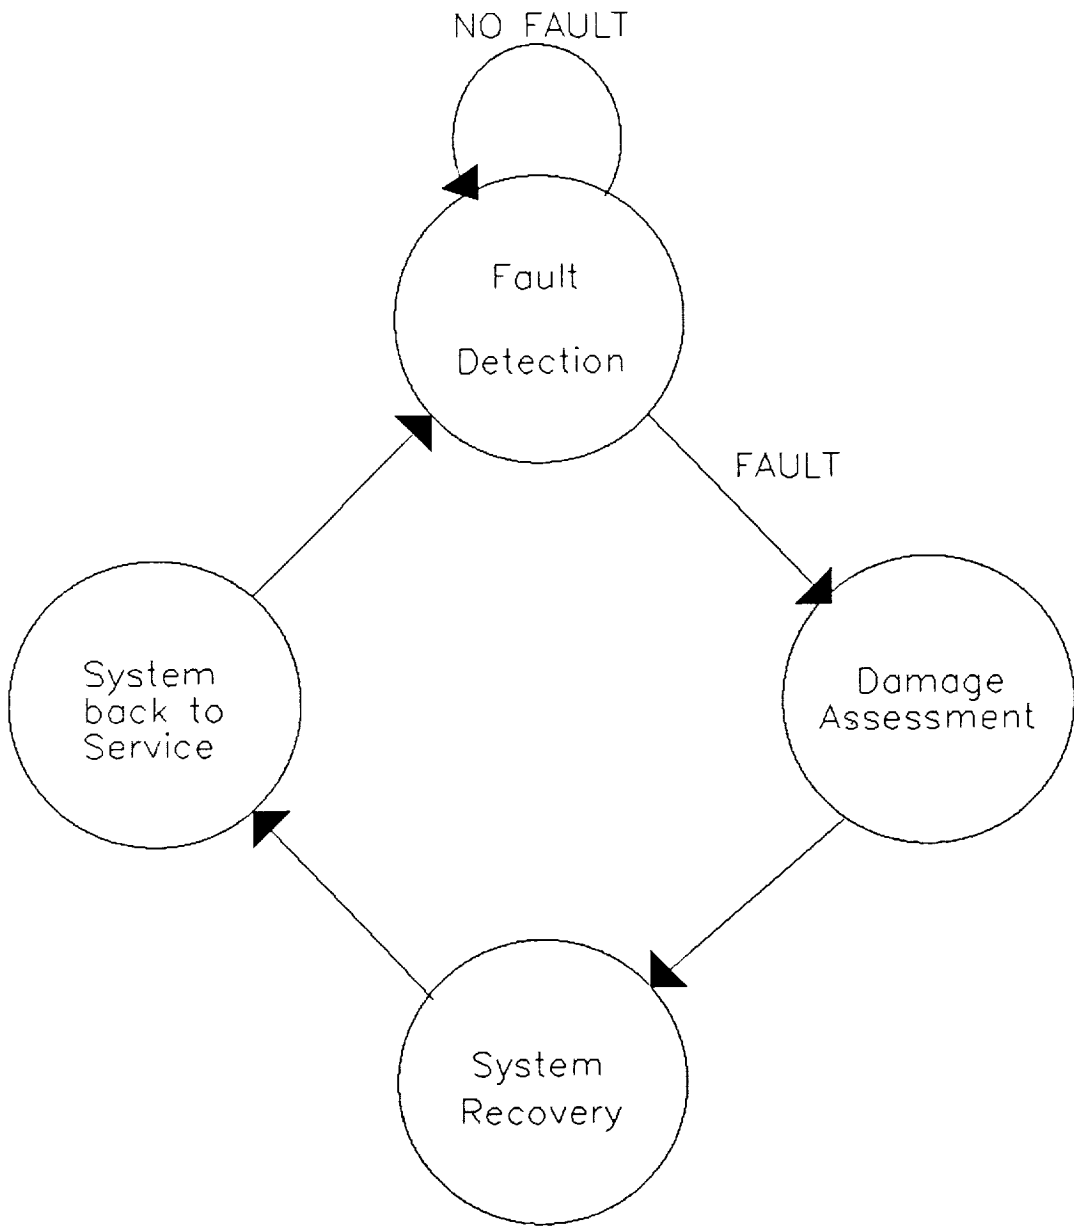 NO FAULT
Fault
Detection
FAULT
System
back to
Service
Damage
Assessment
System
Recovery